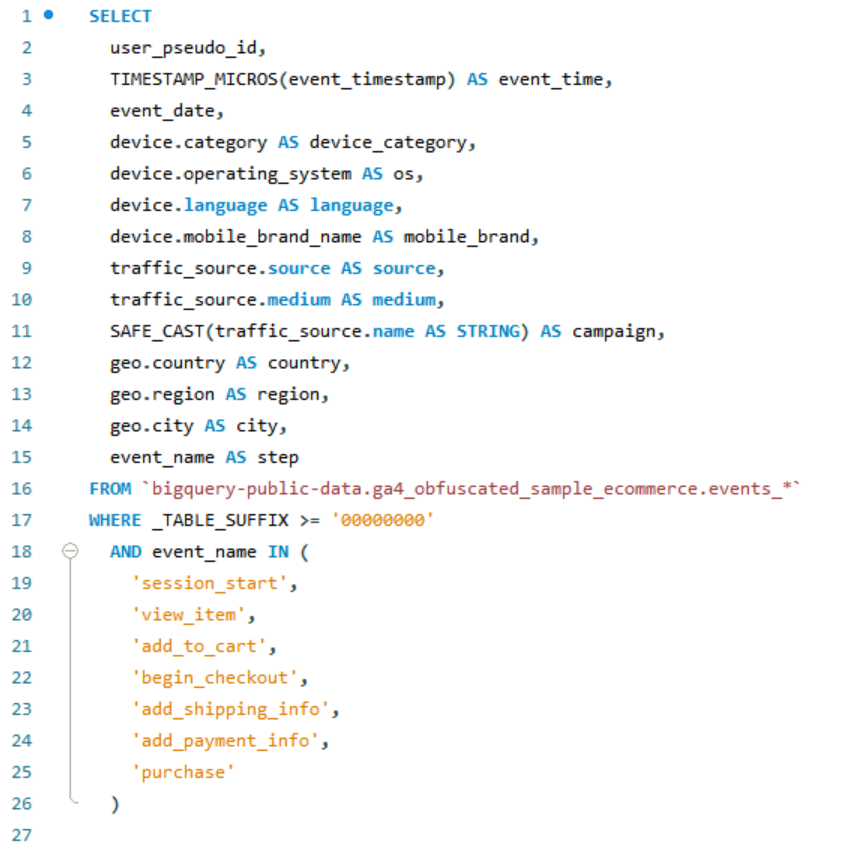 1 SELECT
2 user_pseudo_id,
3 TIMESTAMP_MICROS(event_timestamp) AS event_time,
4 event_date,
5 device.category AS device_category,
6 device.operating_system AS os,
7 device.language AS language,
8 device.mobile_brand_name AS mobile_brand,
9 traffic_source.source AS source,
10 traffic_source.medium AS medium,
11 SAFE_CAST(traffic_source.name AS STRING) AS campaign,
12 geo.country AS country,
13 geo.region AS region,
14 geo.city AS city,
15 event_name AS step
16 FROM `bigquery-public-data.ga4_obfuscated_sample_ecommerce.events_*`
17 WHERE _TABLE_SUFFIX >= '00000000'
18 AND event_name IN (
19 'session_start',
20 'view_item',
21 'add_to_cart',
22 'begin_checkout',
23 'add_shipping_info',
24 'add_payment_info',
25 'purchase'
26 )
27